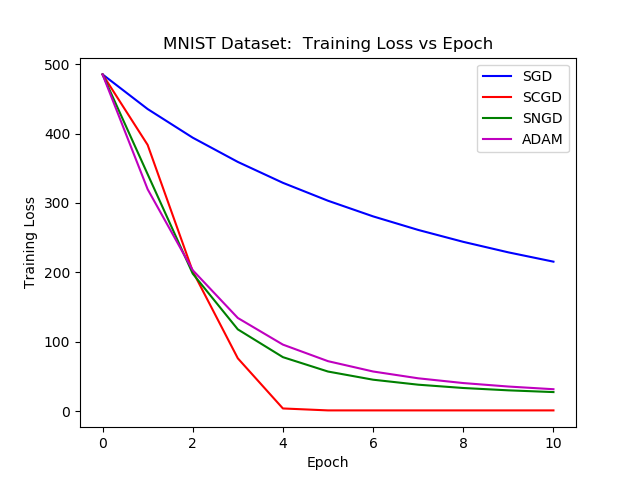 MNIST Dataset:  Training Loss vs Epoch
SGD
SCGD
SNGD
ADAM
500
400
300
200
100
0
Training Loss
0 2 4 6 8 10
Epoch